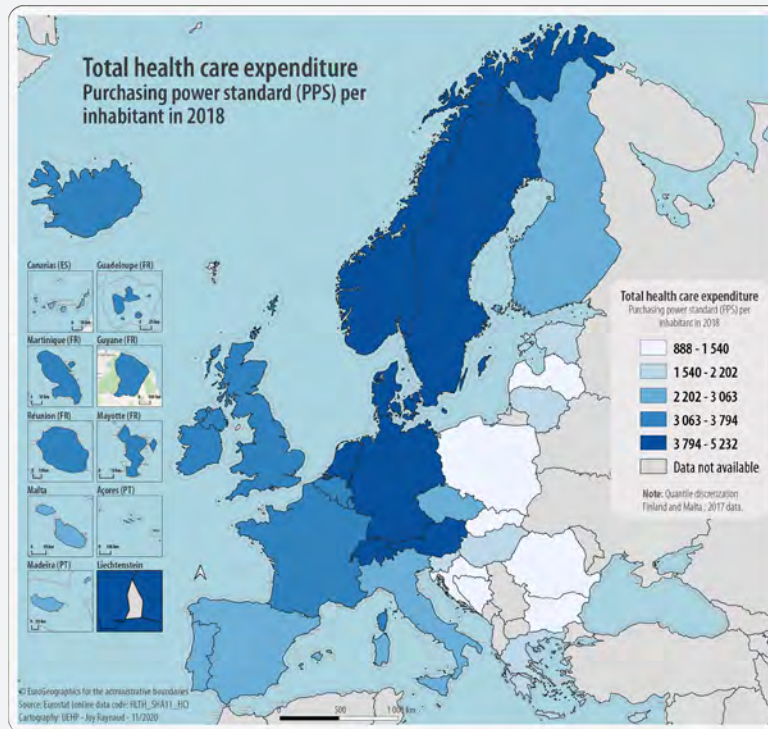 Total health care expenditure
Purchasing power standard (PPS) per
inhabitant in 2018
Canarias (ES)
Guadeloupe (FR)
Martinique (FR)
Guyane (FR)
Réunion (FR)
Mayotte (FR)
Malta
Açores (PT)
Madeira (PT)
Liechtenstein
Total health care expenditure
Purchasing power standard (PPS) per
inhabitant in 2018
888 - 1 540
1 540 - 2 202
2 202 - 3 063
3 063 - 3 794
3 794 - 5 232
Data not available
Note: Quantile discretization
Finland and Malta : 2017 data.
© EuroGeographics for the administrative boundaries
Source: Eurostat (online data code: HLTH_SHA11_HC)
Cartography: UEHP - Joy Raynaud - 11/2020
500